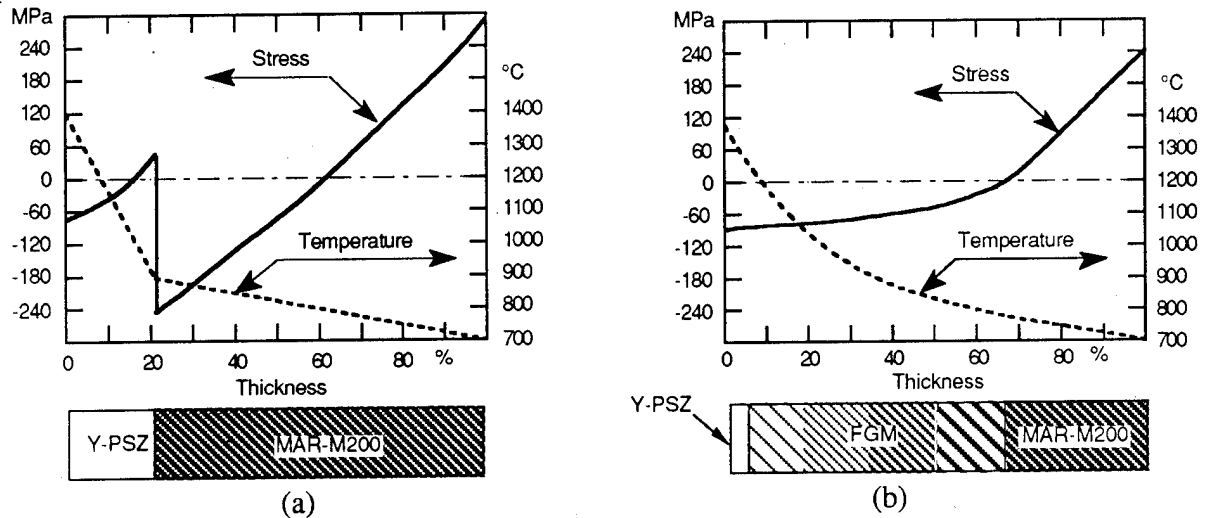 MPa
240
180
120
60
0
-60
-120
-180
-240
Stress
Temperature
°C
1400
1300
1200
1100
1000
900
800
700
0
20
40
60
80
%
Thickness
Y-PSZ
MAR-M200
(a)
MPa
240
180
120
60
0
-60
-120
-180
-240
Stress
Temperature
°C
1400
1300
1200
1100
1000
900
800
700
0
20
40
60
80
%
Thickness
Y-PSZ
FGM
MAR-M200
(b)